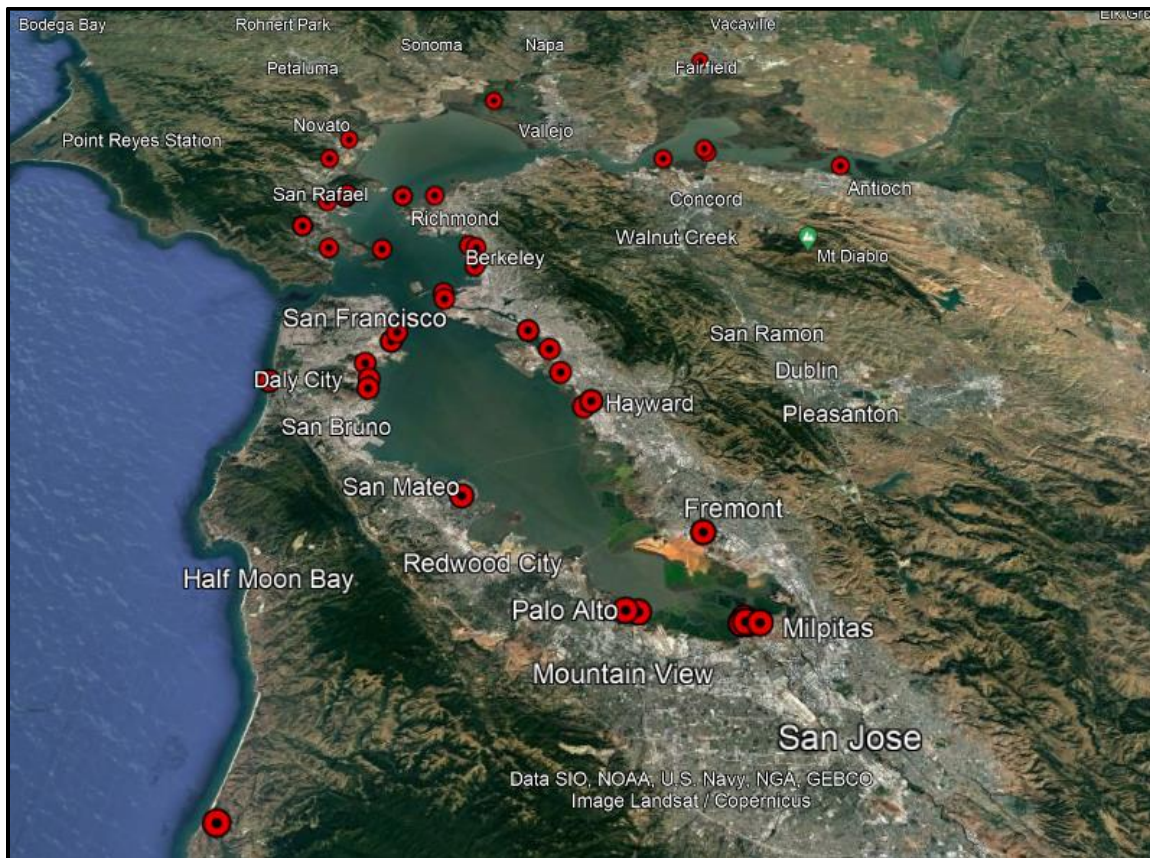 Bodega Bay
Rohnert Park
Vacaville
Elk Gro
Sonoma
Napa
Petaluma
Fairfield
Novato
Vallejo
Point Reyes Station
San Rafael
Concord
Antioch
Richmond
Walnut Creek
Berkeley
Mt Diablo
San Francisco
San Ramon
Daly City
Dublin
Hayward
Pleasanton
San Bruno
San Mateo
Fremont
Redwood City
Half Moon Bay
Palo Alto
Milpitas
Mountain View
San Jose
Data SIO, NOAA, U.S. Navy, NGA, GEBCO
Image Landsat / Copernicus